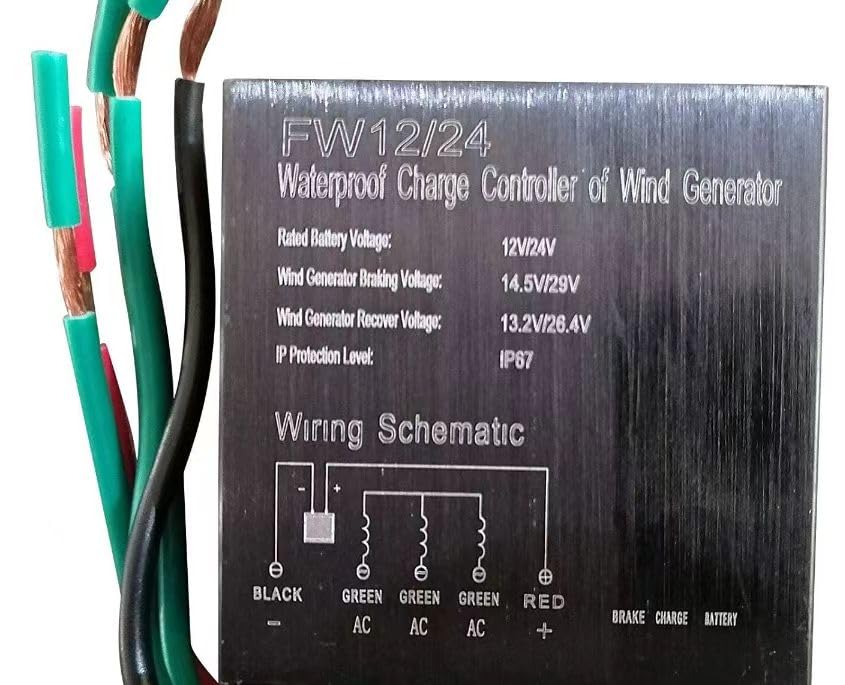 FW12/24
Waterproof Charge Controller of Wind Generator
Rated Battery Voltage: 12V/24V
Wind Generator Braking Voltage: 14.5V/29V
Wind Generator Recover Voltage: 13.2V/26.4V
IP Protection Level: IP67
Wiring Schematic
- +
BLACK GREEN GREEN GREEN RED
- AC AC AC +
BRAKE CHARGE BATTERY